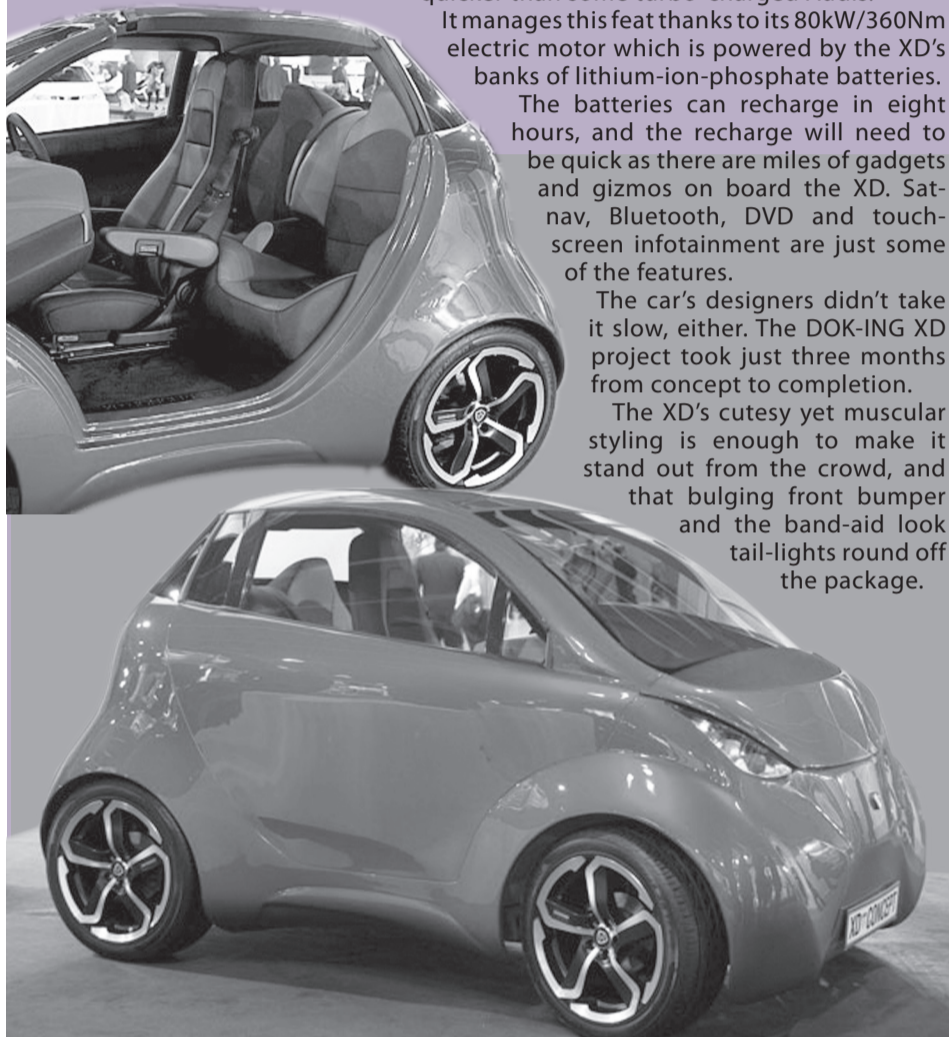 It manages this feat thanks to its 80kW/360Nm
electric motor which is powered by the XD's
banks of lithium-ion-phosphate batteries.
The batteries can recharge in eight
hours, and the recharge will need to
be quick as there are miles of gadgets
and gizmos on board the XD. Sat-
nav, Bluetooth, DVD and touch-
screen infotainment are just some
of the features.
The car's designers didn't take
it slow, either. The DOK-ING XD
project took just three months
from concept to completion.
The XD's cutesy yet muscular
styling is enough to make it
stand out from the crowd, and
that bulging front bumper
and the band-aid look
tail-lights round off
the package.
XD CONCEPT